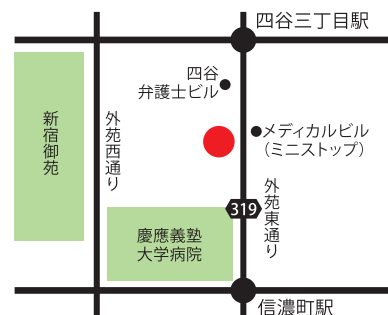 四谷三丁目駅
四谷
弁護士ビル
メディカルビル
（ミニストップ）
新宿御苑
外苑西通り
319
外苑東通り
慶應義塾
大学病院
信濃町駅